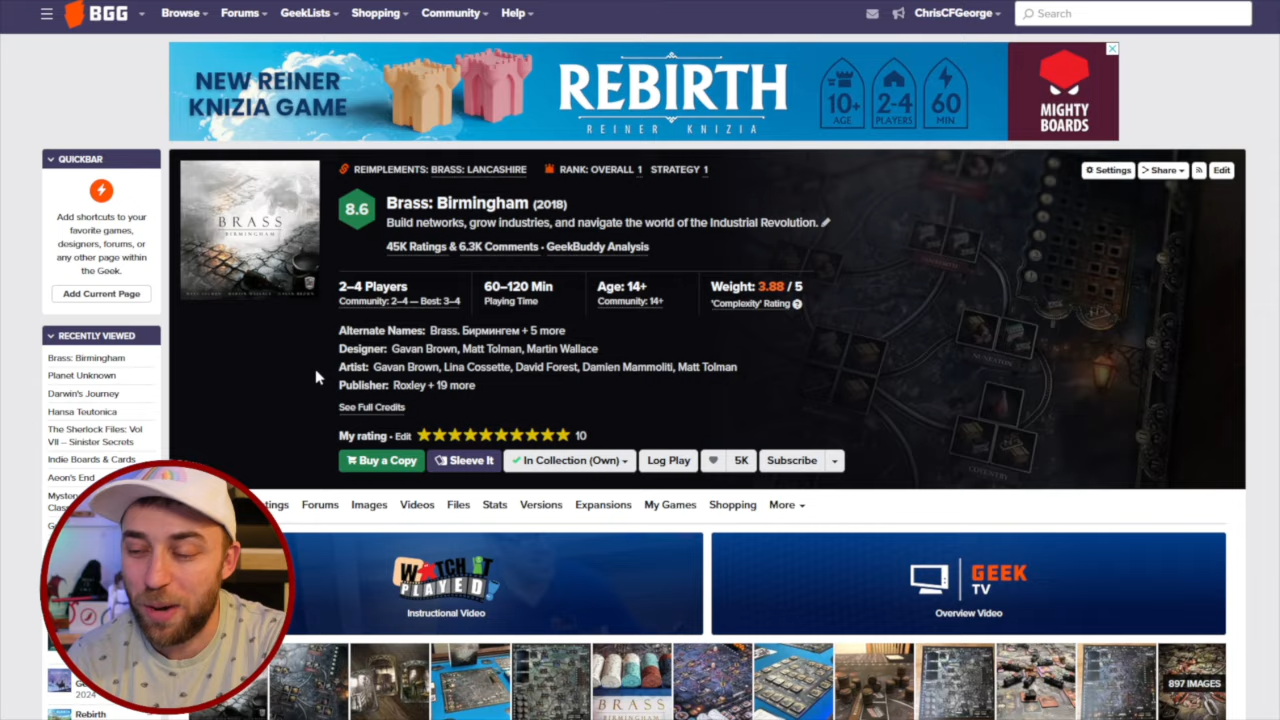 BGG
Browse
Forums
GeekLists
Shopping
Community
Help
ChrisCFGeorge
Search
NEW REINER
KNIZIA GAME
REBIRTH
REINER KNIZIA
10+
AGE
2-4
PLAYERS
60
MIN
MIGHTY
BOARDS
QUICKBAR
Add shortcuts to your
favorite games,
designers, forums, or
any other page within
the Geek.
Add Current Page
RECENTLY VIEWED
Brass: Birmingham
Planet Unknown
Darwin's Journey
Hansa Teutonica
The Sherlock Files: Vol
VII – Sinister Secrets
Indie Boards & Cards
Aeon's End
Myste
Clas
2024
Rebirth
BRASS
BIRMINGHAM
REIMPLEMENTS: BRASS: LANCASHIRE
RANK: OVERALL 1 STRATEGY 1
Settings
Share
Edit
8.6
Brass: Birmingham (2018)
Build networks, grow industries, and navigate the world of the Industrial Revolution.
45K Ratings & 6.3K Comments · GeekBuddy Analysis
2–4 Players
Community: 2–4 — Best: 3–4
60–120 Min
Playing Time
Age: 14+
Community: 14+
Weight: 3.88 / 5
'Complexity' Rating
Alternate Names: Brass. Бирмингем + 5 more
Designer: Gavan Brown, Matt Tolman, Martin Wallace
Artist: Gavan Brown, Lina Cossette, David Forest, Damien Mammoliti, Matt Tolman
Publisher: Roxley + 19 more
See Full Credits
My rating · Edit 10
Buy a Copy
Sleeve It
In Collection (Own)
Log Play
5K
Subscribe
NUNEATON
COVENTRY
tings
Forums
Images
Videos
Files
Stats
Versions
Expansions
My Games
Shopping
More
WATCH IT
PLAYED
Instructional Video
GEEK
TV
Overview Video
BRASS
897 IMAGES